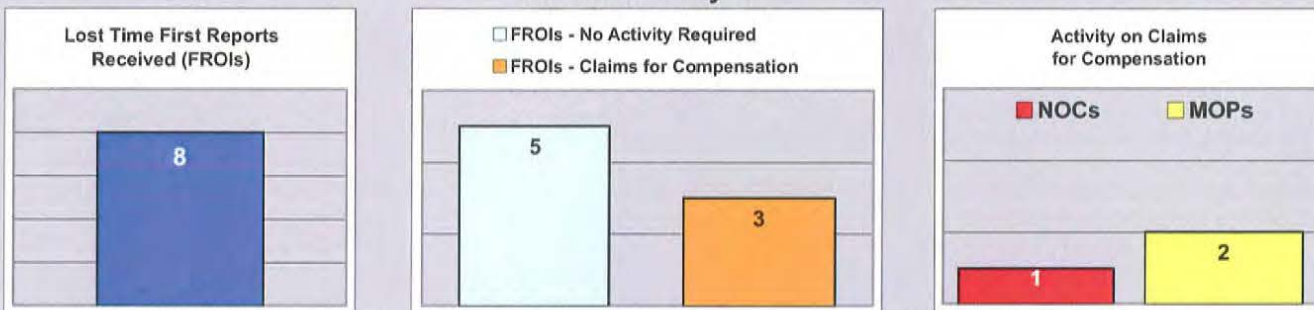 Lost Time First Reports
Received (FROIs)
8
FROIs - No Activity Required
FROIs - Claims for Compensation
5
3
Activity on Claims
for Compensation
NOCs MOPs
1
2